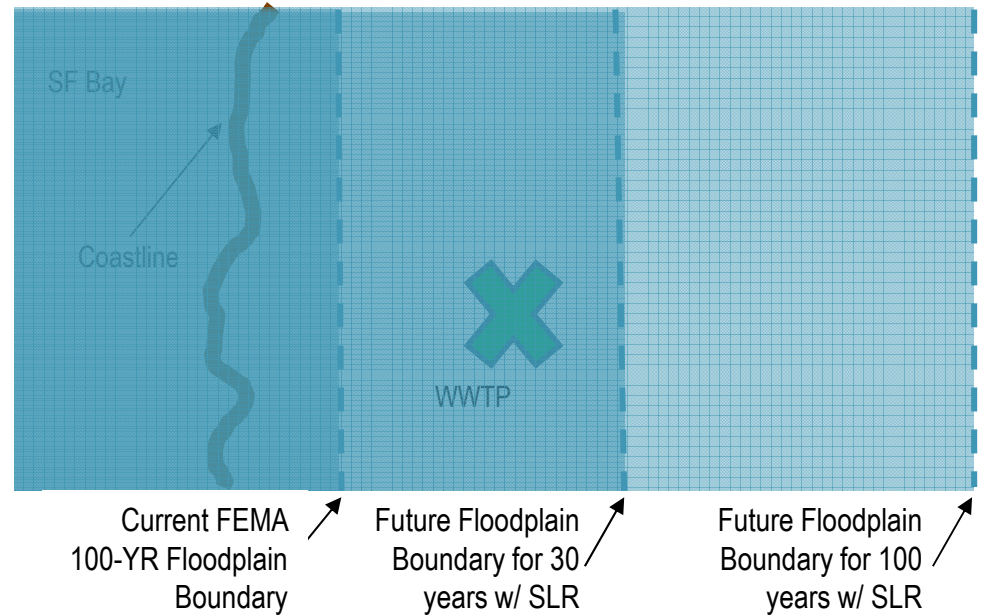 SF Bay
Coastline
WWTP
Current FEMA
100-YR Floodplain
Boundary
Future Floodplain
Boundary for 30
years w/ SLR
Future Floodplain
Boundary for 100
years w/ SLR